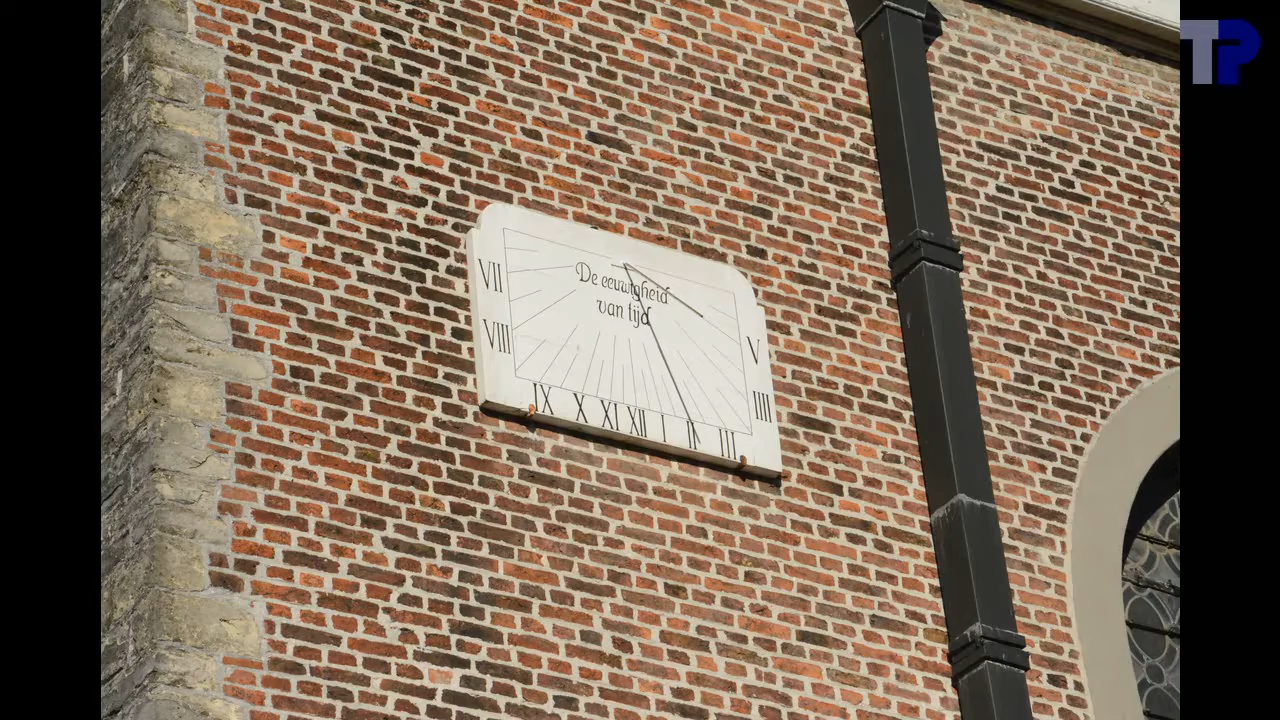 TP
De eeuwigheid
van tijd
VII
VIII
V
IIII
IX X XI XII I II III